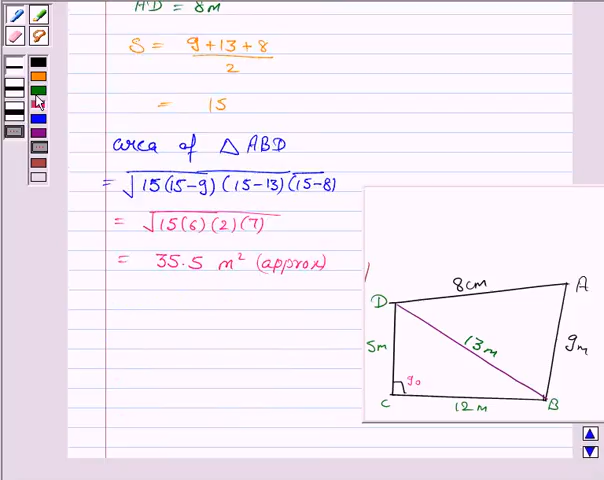 AD = 8m
S = 9+13+8
2
= 15
area of △ ABD
= √15(15-9)(15-13)(15-8)
= √15(6)(2)(7)
= 35.5 m² (approx)
8cm
A
D
5m
13m
9m
90
C
12m
B